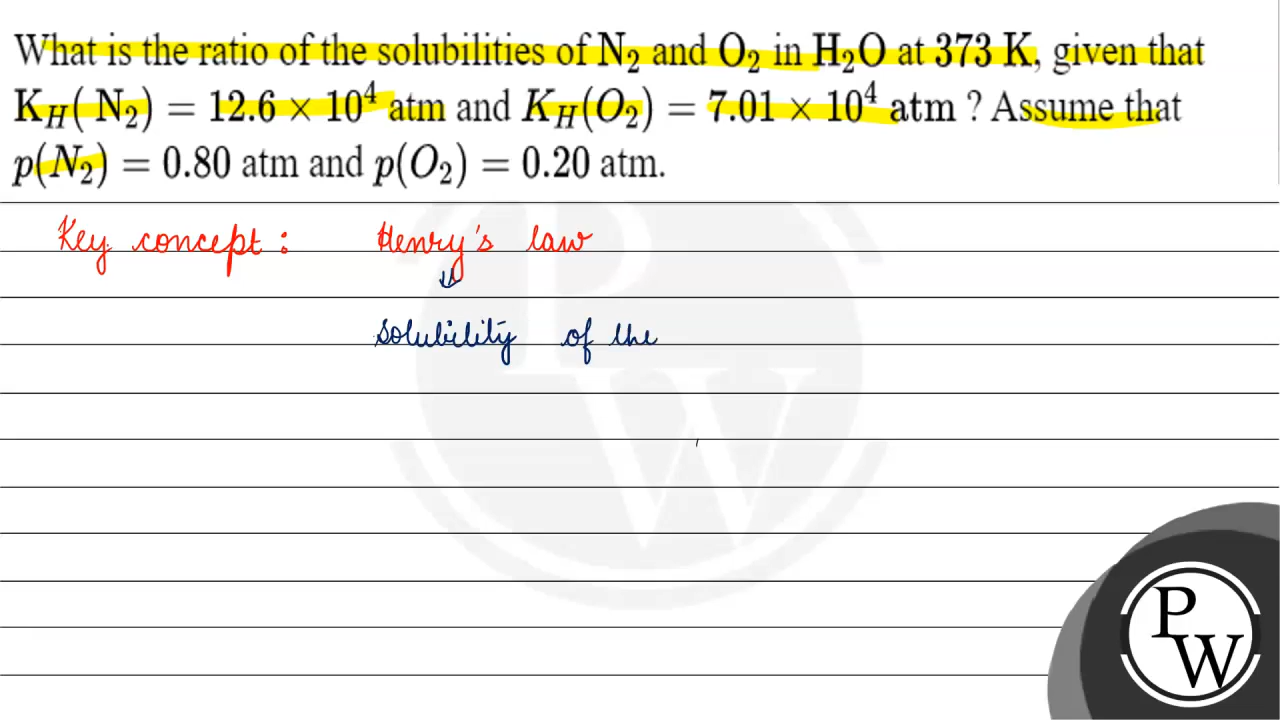 What is the ratio of the solubilities of N₂ and O₂ in H₂O at 373 K, given that
K_H( N₂) = 12.6 × 10⁴ atm and K_H(O₂) = 7.01 × 10⁴ atm ? Assume that
p(N₂) = 0.80 atm and p(O₂) = 0.20 atm.
Key concept : Henry's law
↓
Solubility of the
PW
P
W